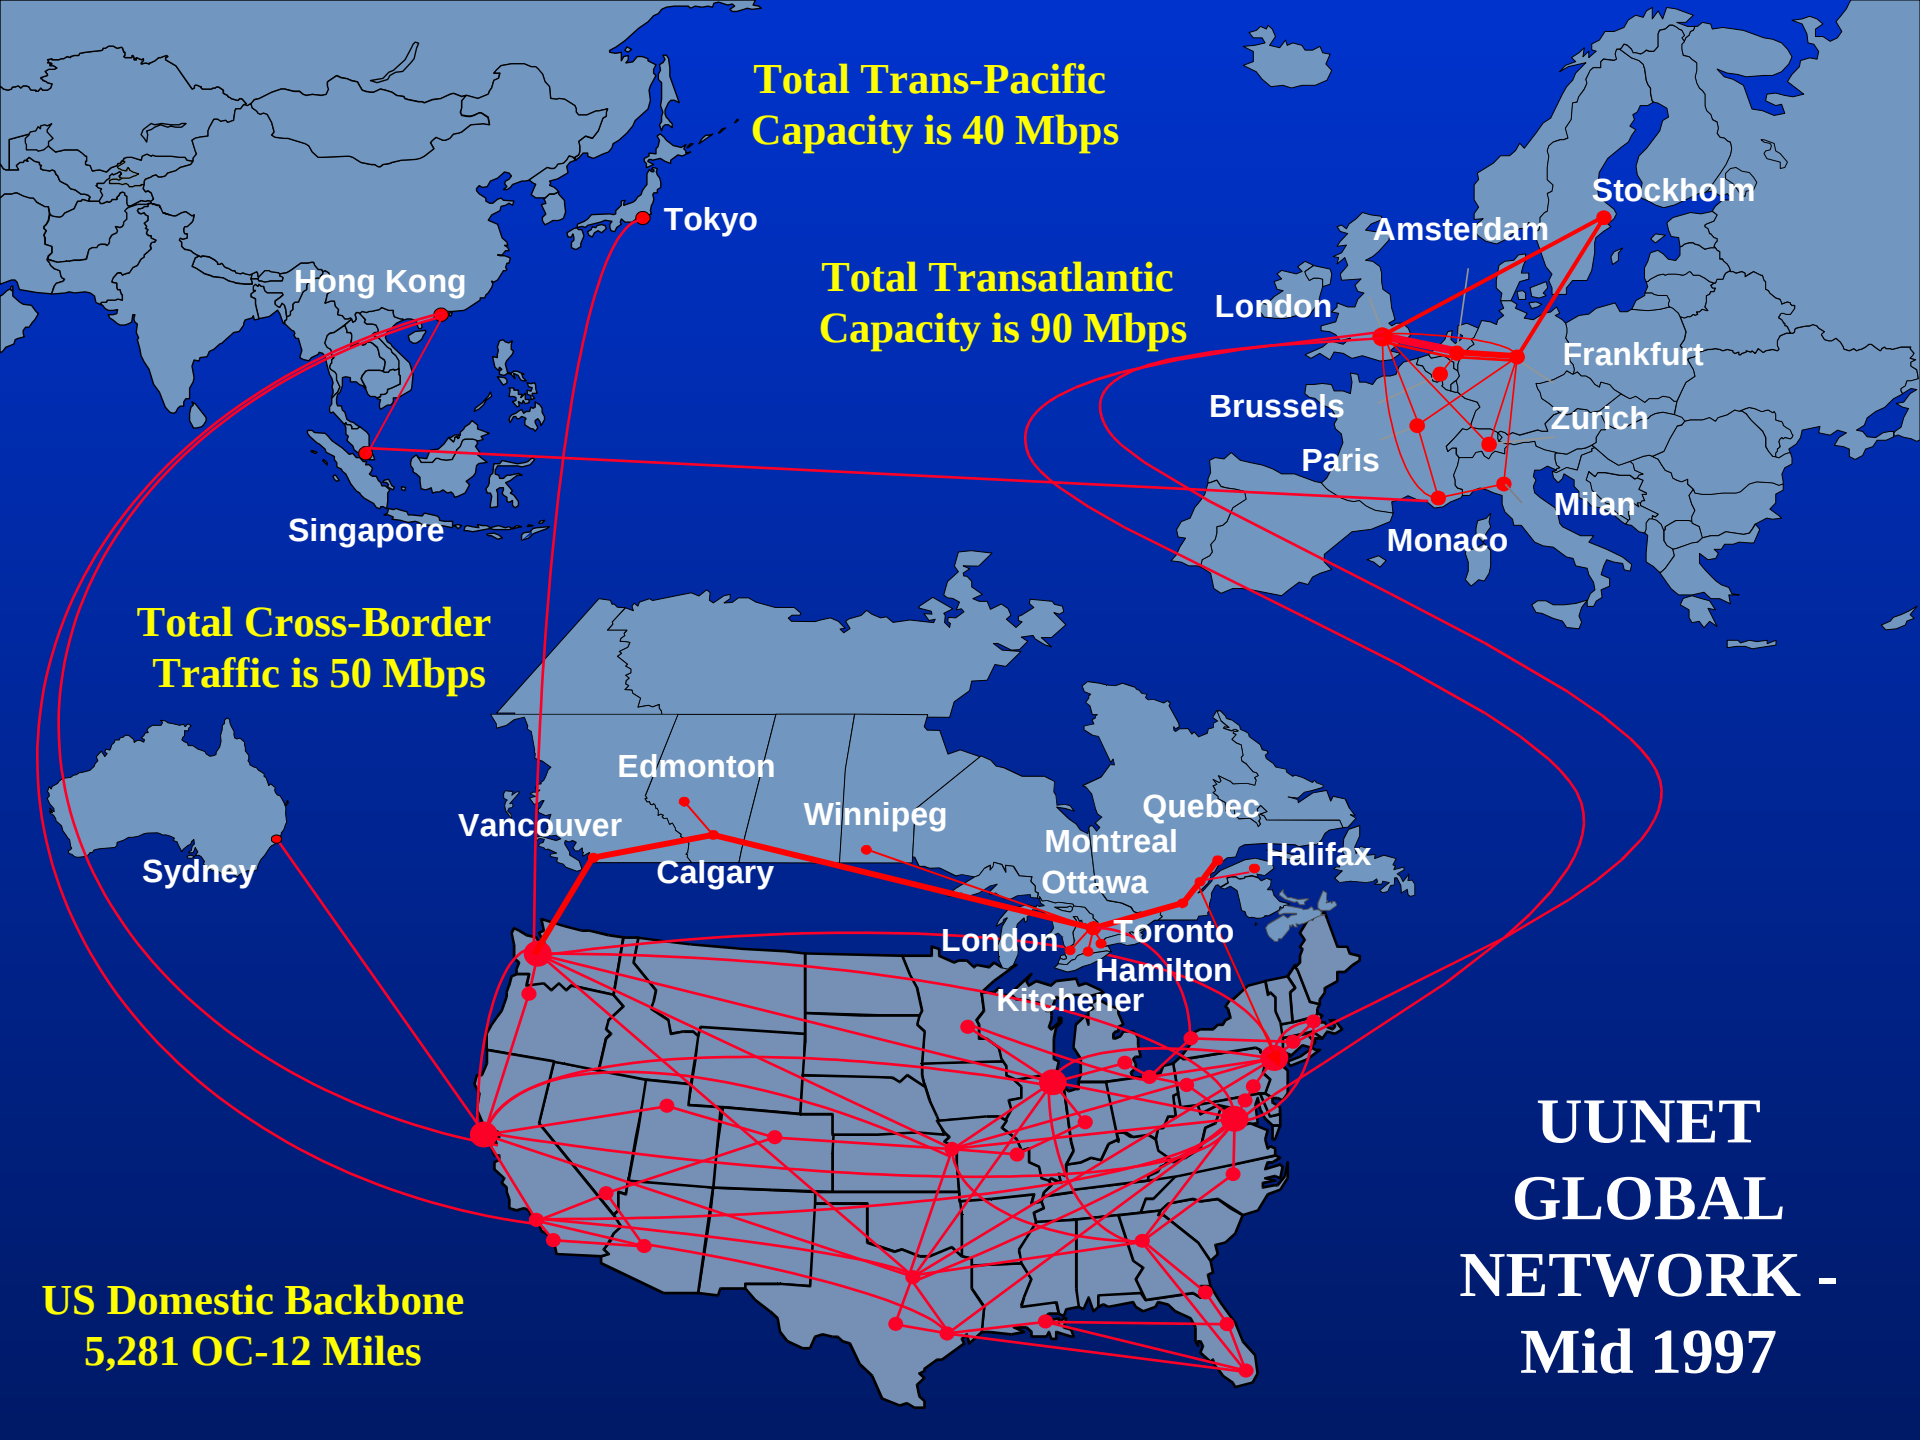 Total Trans-Pacific
Capacity is 40 Mbps
Stockholm
Amsterdam
Tokyo
Hong Kong
Total Transatlantic
Capacity is 90 Mbps
London
Frankfurt
Brussels
Zurich
Paris
Milan
Singapore
Monaco
Total Cross-Border
Traffic is 50 Mbps
Edmonton
Vancouver
Winnipeg
Quebec
Montreal
Halifax
Sydney
Calgary
Ottawa
London
Toronto
Hamilton
Kitchener
UUNET
GLOBAL
NETWORK -
Mid 1997
US Domestic Backbone
5,281 OC-12 Miles